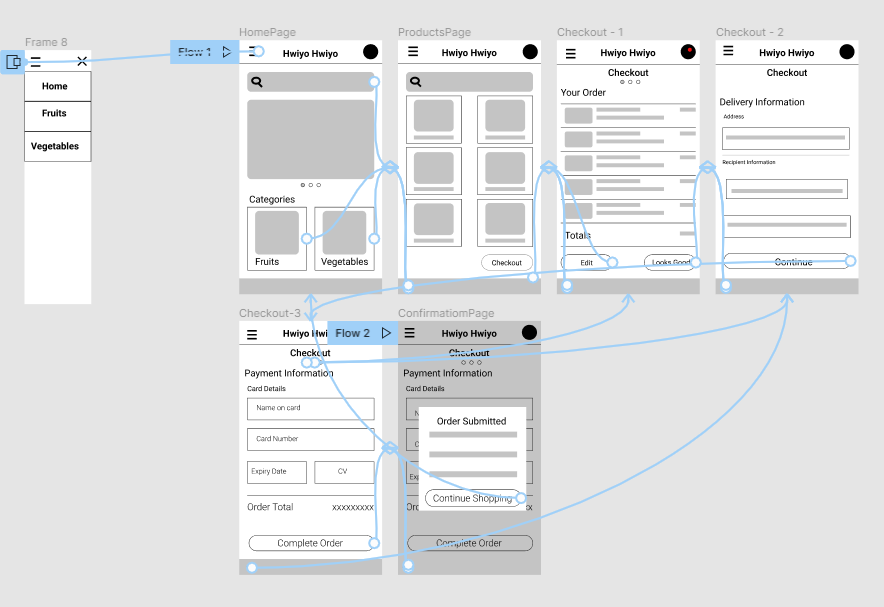 HomePage
ProductsPage
Checkout - 1
Checkout - 2
Frame 8
Flow 1
Hwiyo Hwiyo
Hwiyo Hwiyo
Hwiyo Hwiyo
Hwiyo Hwiyo
Home
Fruits
Vegetables
Categories
Fruits
Vegetables
Checkout
Checkout
Your Order
Totals
Edit
Looks Good
Checkout
Delivery Information
Address
Recipient Information
Continue
Checkout-3
ConfirmationPage
Hwiyo Hwi
Flow 2
Hwiyo Hwiyo
Checkout
Payment Information
Card Details
Name on card
Card Number
Expiry Date
CV
Order Total
xxxxxxxxx
Complete Order
Checkout
Payment Information
Card Details
N
C
Exp
Order Submitted
Continue Shopping
Orc
xx
Complete Order